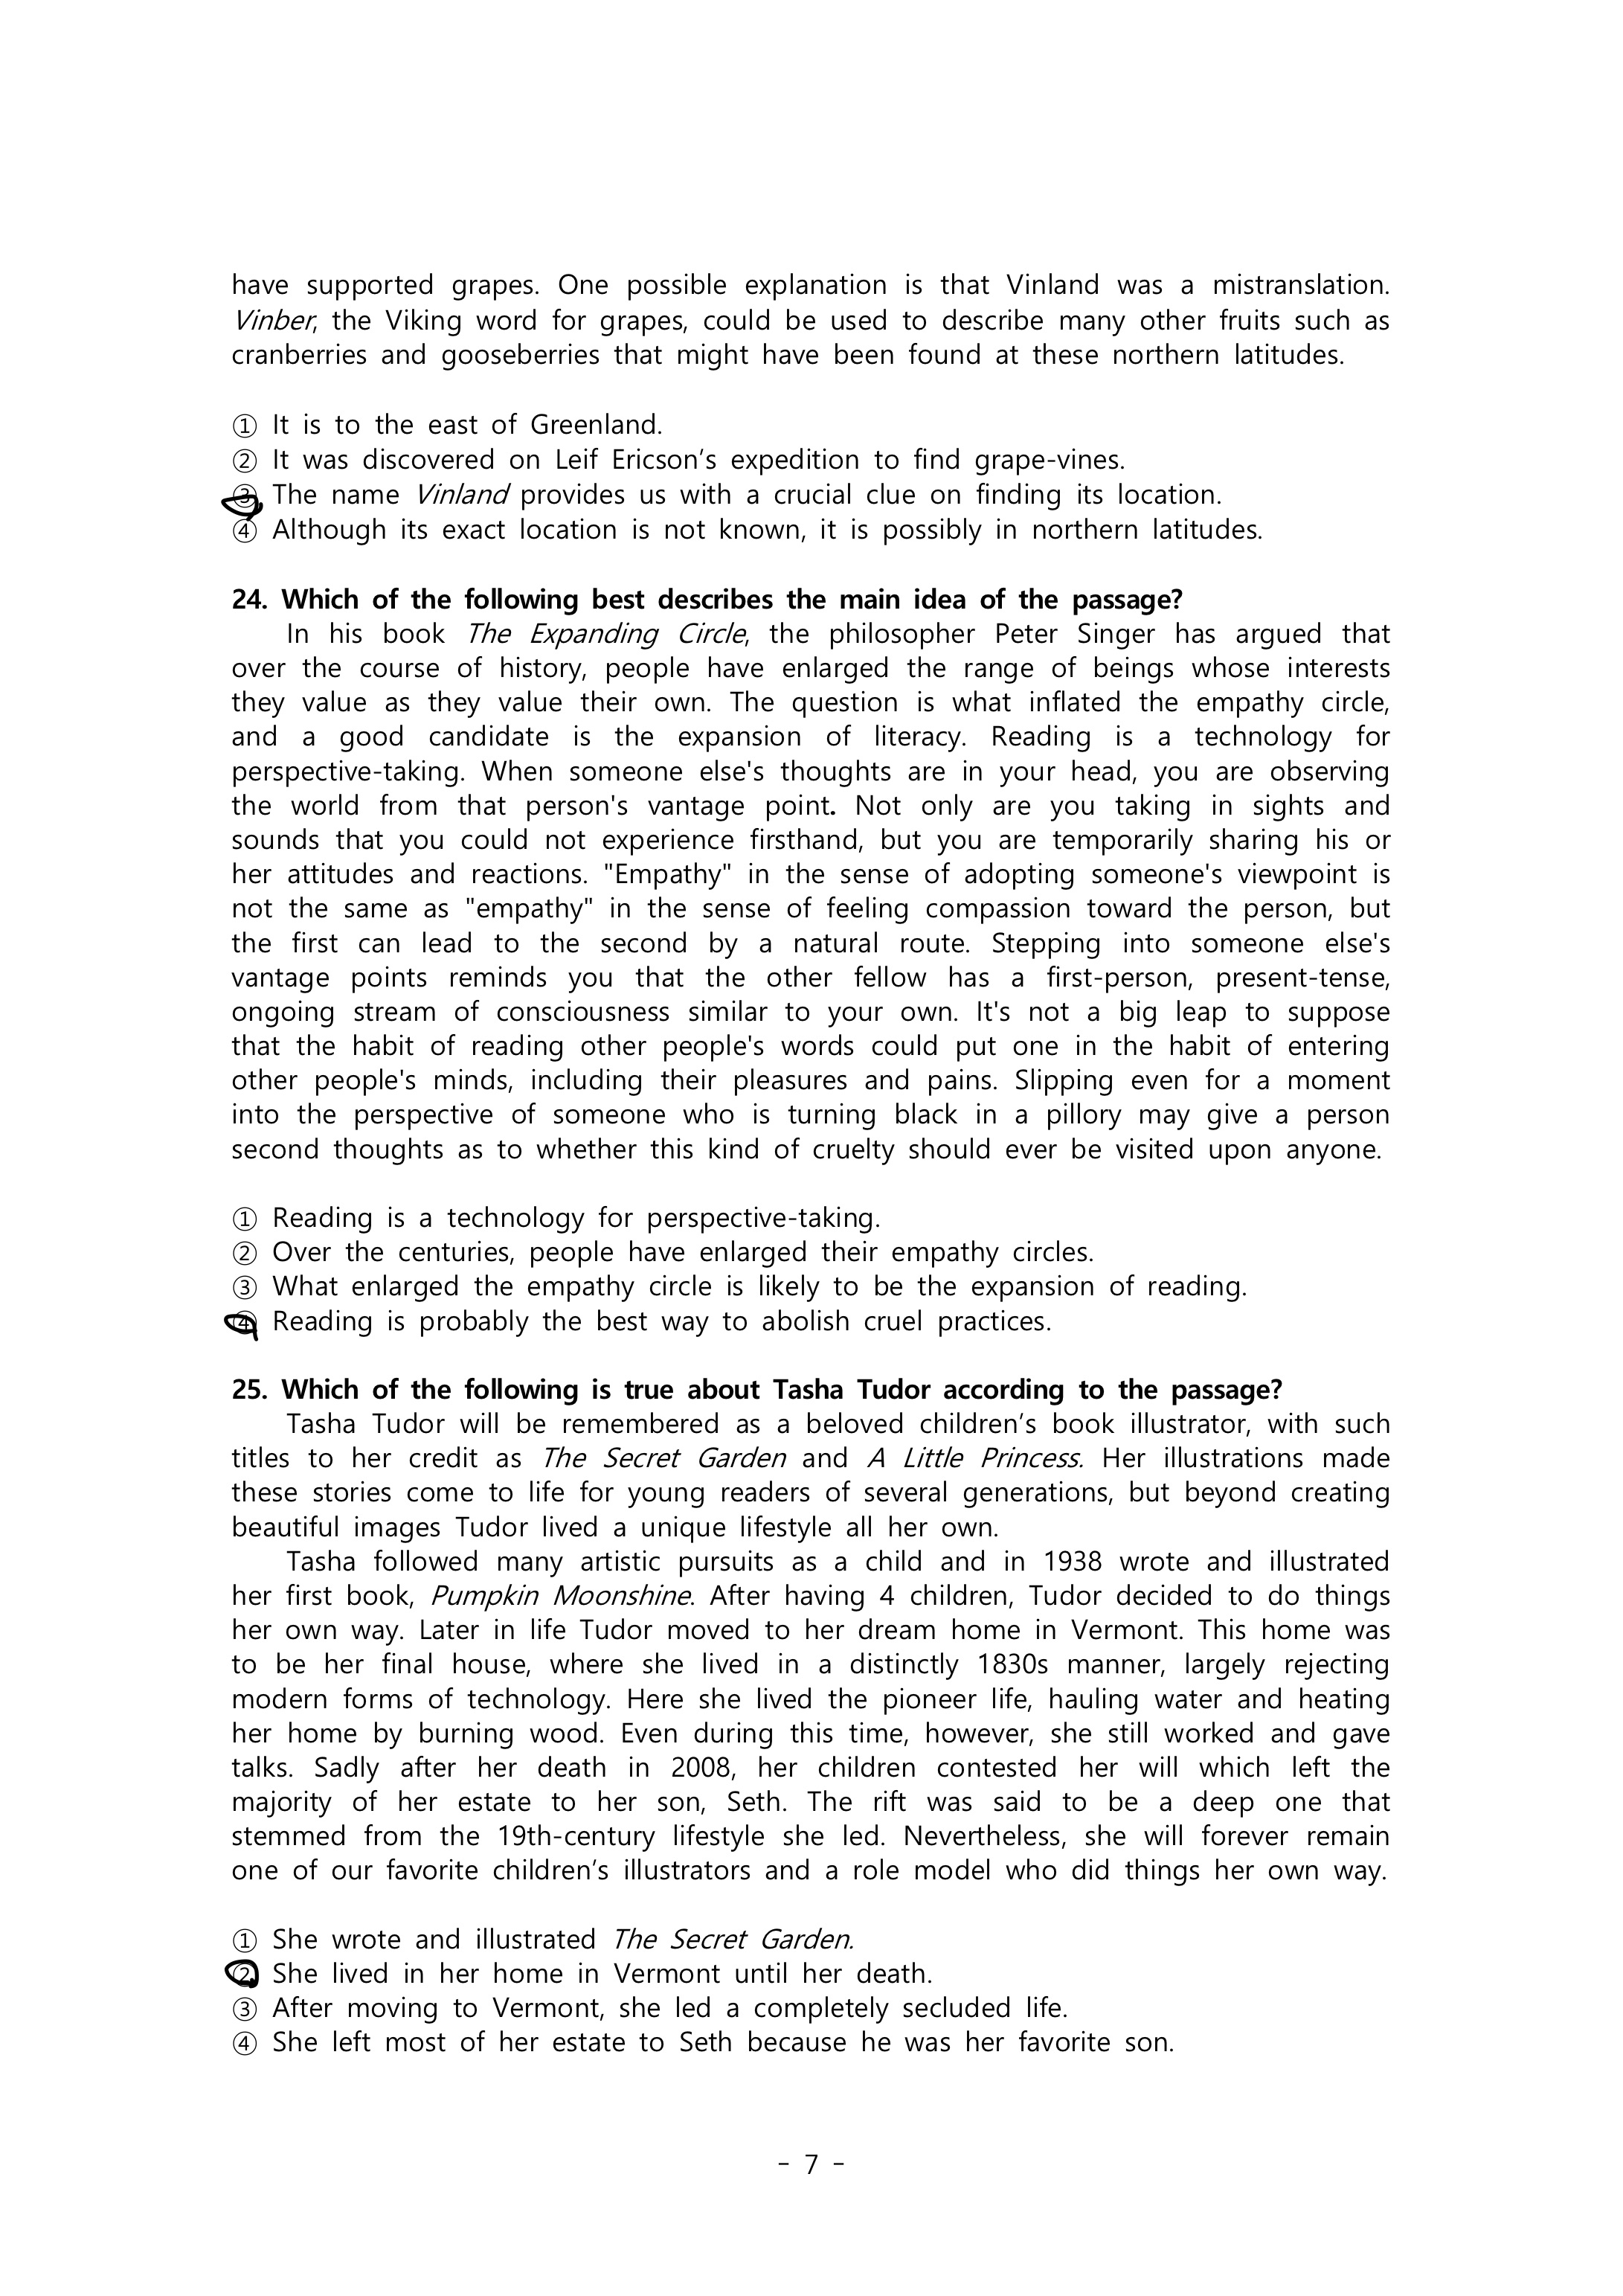 have supported grapes. One possible explanation is that Vinland was a mistranslation.
Vinber, the Viking word for grapes, could be used to describe many other fruits such as
cranberries and gooseberries that might have been found at these northern latitudes.
① It is to the east of Greenland.
② It was discovered on Leif Ericson’s expedition to find grape-vines.
③ The name Vinland provides us with a crucial clue on finding its location.
④ Although its exact location is not known, it is possibly in northern latitudes.
24. Which of the following best describes the main idea of the passage?
In his book The Expanding Circle, the philosopher Peter Singer has argued that
over the course of history, people have enlarged the range of beings whose interests
they value as they value their own. The question is what inflated the empathy circle,
and a good candidate is the expansion of literacy. Reading is a technology for
perspective-taking. When someone else's thoughts are in your head, you are observing
the world from that person's vantage point. Not only are you taking in sights and
sounds that you could not experience firsthand, but you are temporarily sharing his or
her attitudes and reactions. "Empathy" in the sense of adopting someone's viewpoint is
not the same as "empathy" in the sense of feeling compassion toward the person, but
the first can lead to the second by a natural route. Stepping into someone else's
vantage points reminds you that the other fellow has a first-person, present-tense,
ongoing stream of consciousness similar to your own. It's not a big leap to suppose
that the habit of reading other people's words could put one in the habit of entering
other people's minds, including their pleasures and pains. Slipping even for a moment
into the perspective of someone who is turning black in a pillory may give a person
second thoughts as to whether this kind of cruelty should ever be visited upon anyone.
① Reading is a technology for perspective-taking.
② Over the centuries, people have enlarged their empathy circles.
③ What enlarged the empathy circle is likely to be the expansion of reading.
④ Reading is probably the best way to abolish cruel practices.
25. Which of the following is true about Tasha Tudor according to the passage?
Tasha Tudor will be remembered as a beloved children’s book illustrator, with such
titles to her credit as The Secret Garden and A Little Princess. Her illustrations made
these stories come to life for young readers of several generations, but beyond creating
beautiful images Tudor lived a unique lifestyle all her own.
Tasha followed many artistic pursuits as a child and in 1938 wrote and illustrated
her first book, Pumpkin Moonshine. After having 4 children, Tudor decided to do things
her own way. Later in life Tudor moved to her dream home in Vermont. This home was
to be her final house, where she lived in a distinctly 1830s manner, largely rejecting
modern forms of technology. Here she lived the pioneer life, hauling water and heating
her home by burning wood. Even during this time, however, she still worked and gave
talks. Sadly after her death in 2008, her children contested her will which left the
majority of her estate to her son, Seth. The rift was said to be a deep one that
stemmed from the 19th-century lifestyle she led. Nevertheless, she will forever remain
one of our favorite children’s illustrators and a role model who did things her own way.
① She wrote and illustrated The Secret Garden.
② She lived in her home in Vermont until her death.
③ After moving to Vermont, she led a completely secluded life.
④ She left most of her estate to Seth because he was her favorite son.
- 7 -